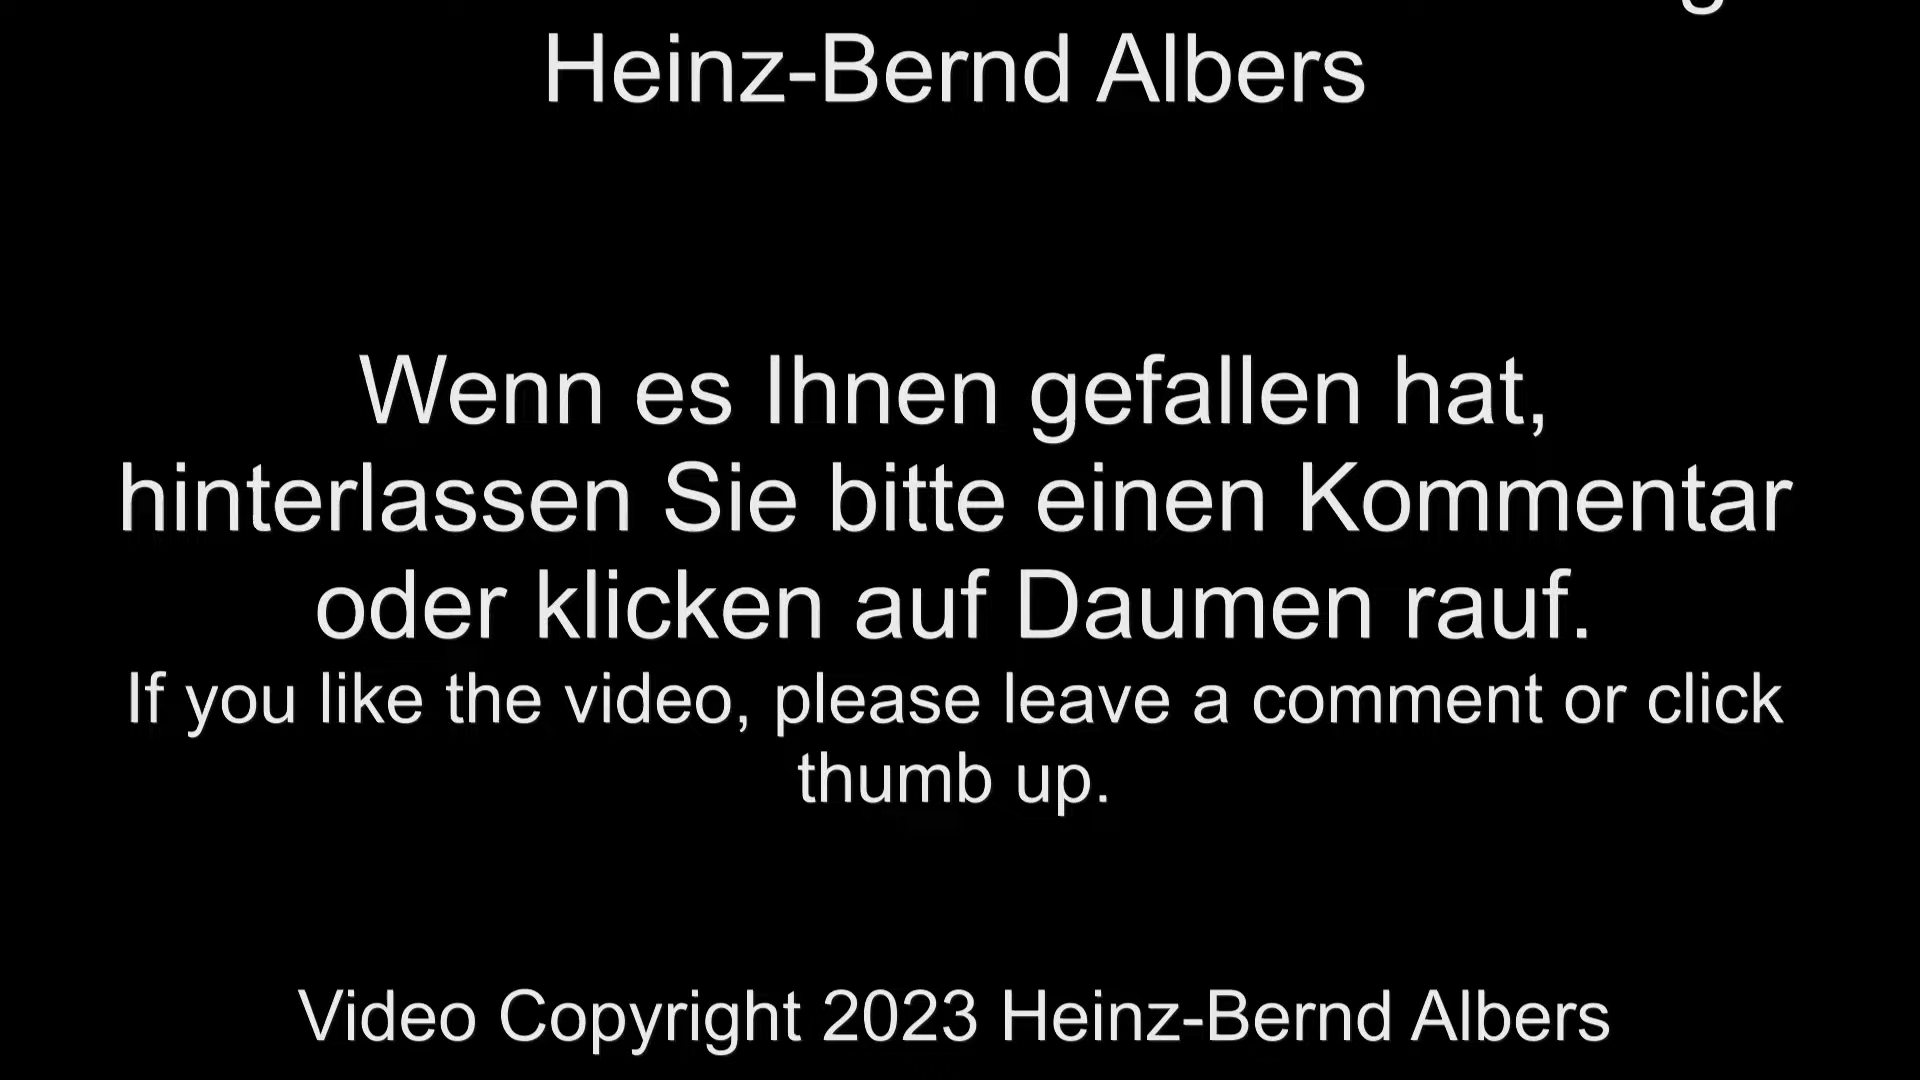 Heinz-Bernd Albers
Wenn es Ihnen gefallen hat,
hinterlassen Sie bitte einen Kommentar
oder klicken auf Daumen rauf.
If you like the video, please leave a comment or click
thumb up.
Video Copyright 2023 Heinz-Bernd Albers